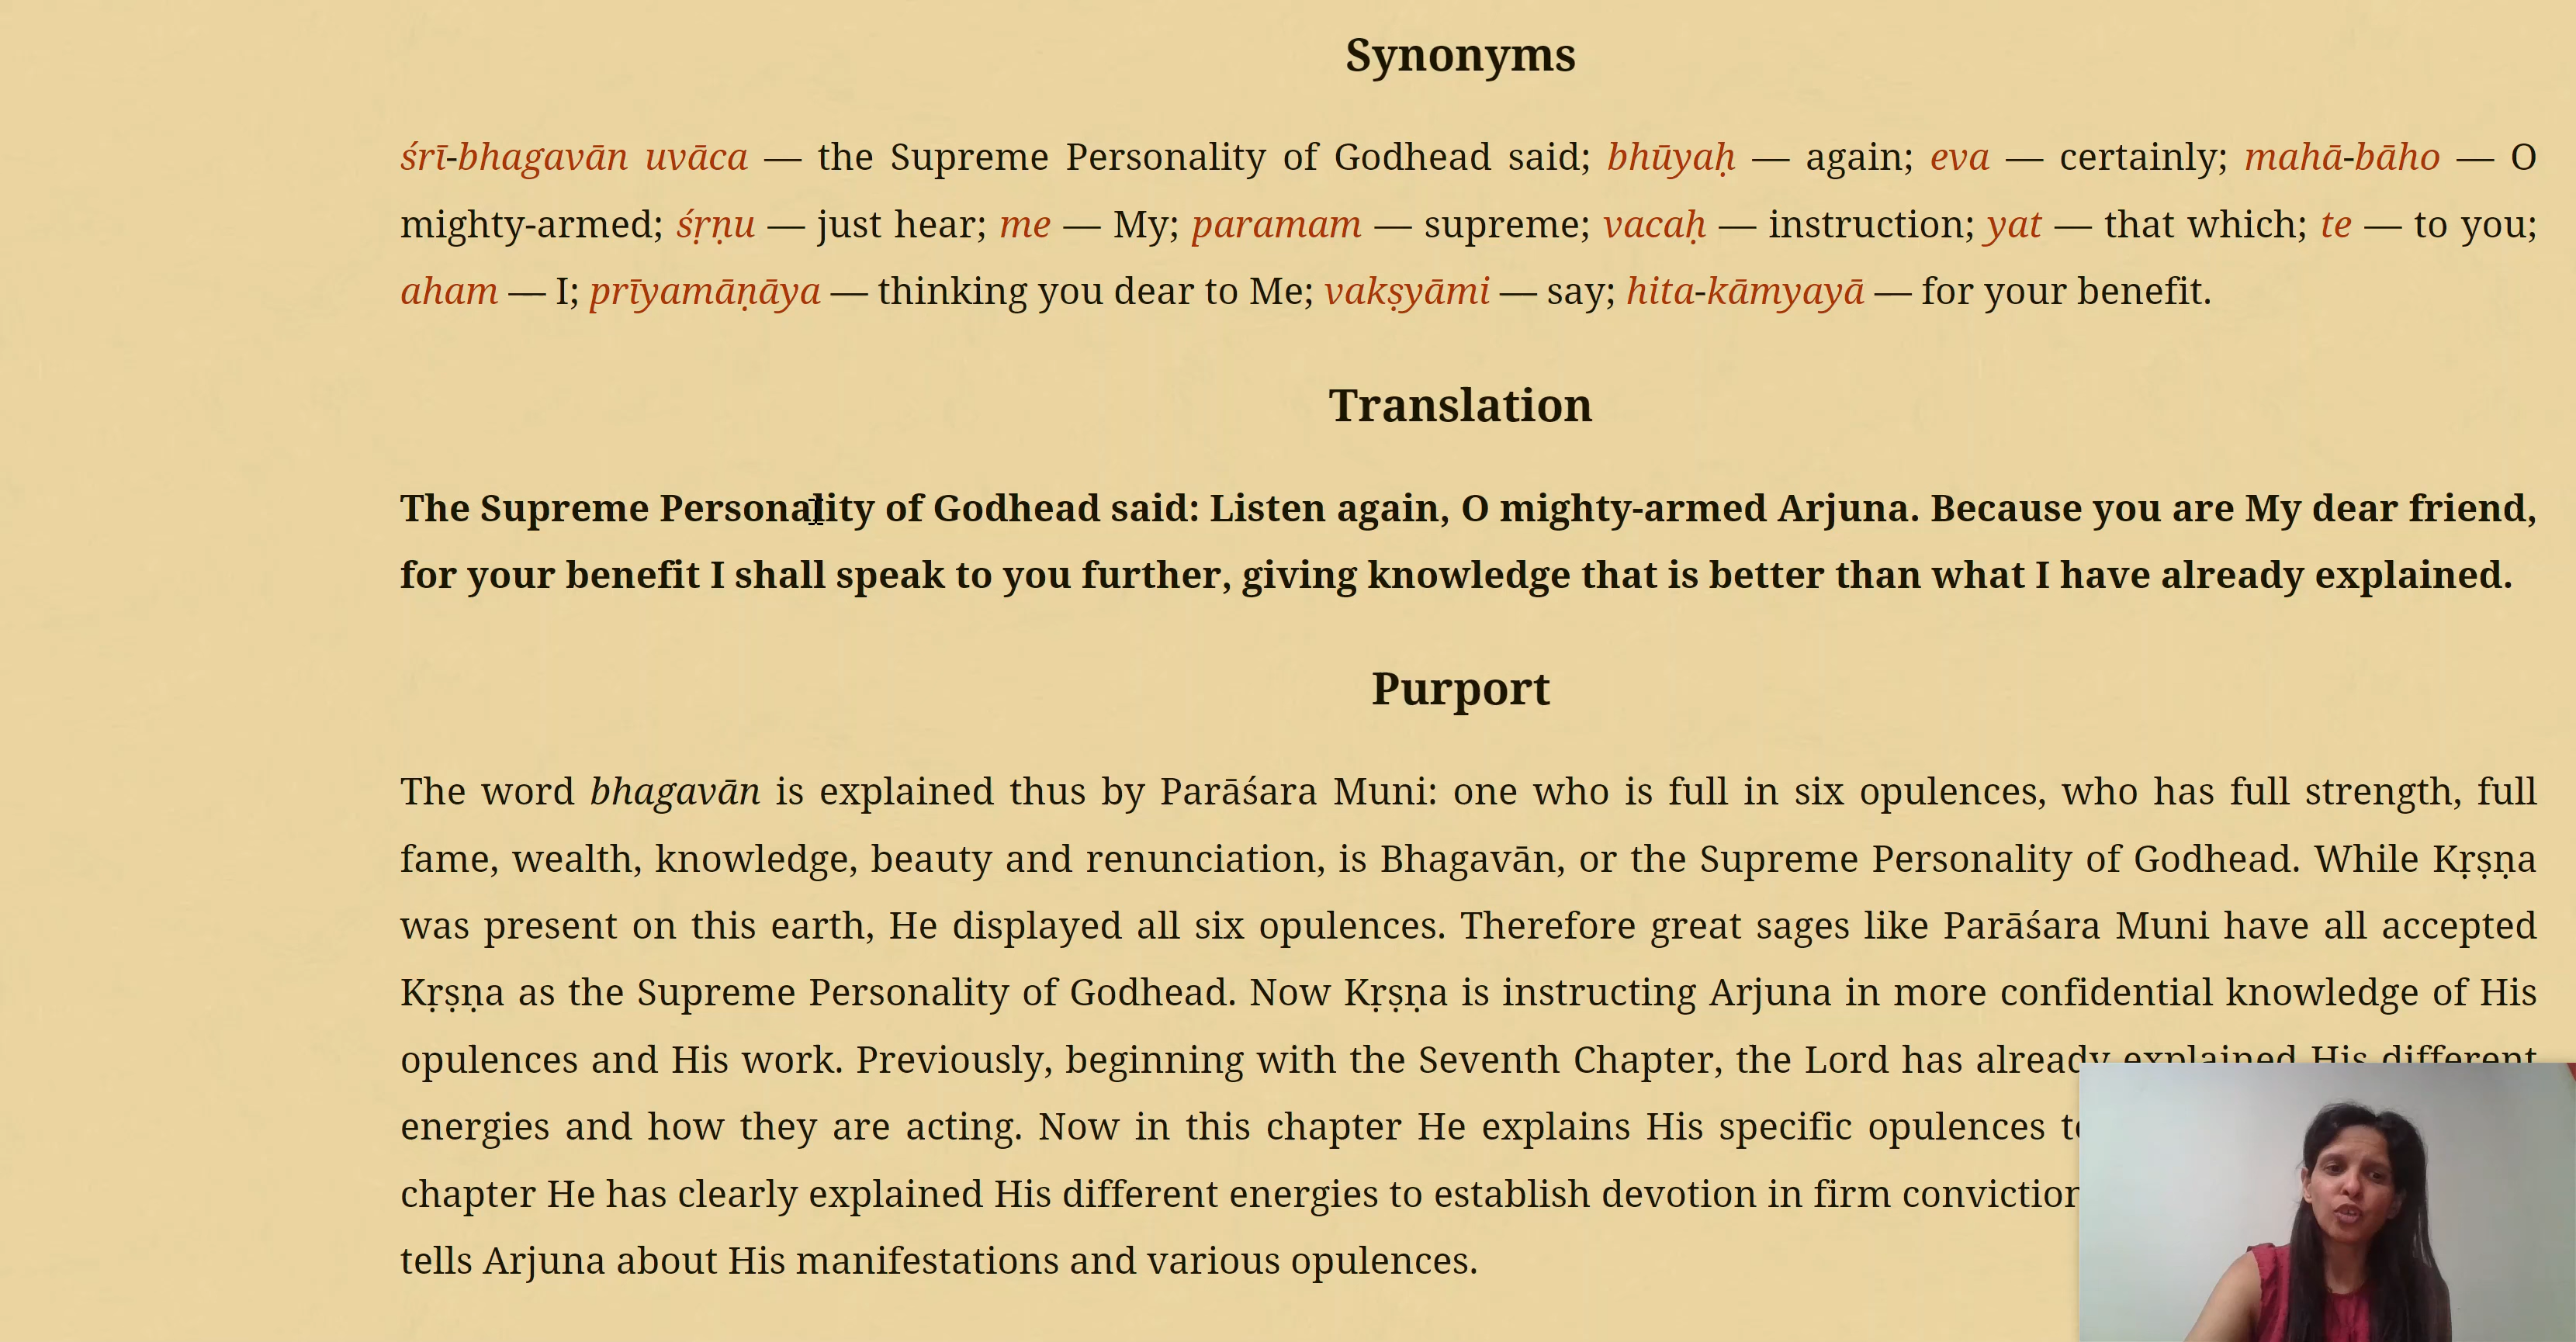 Synonyms
śrī-bhagavān uvāca — the Supreme Personality of Godhead said; bhūyaḥ — again; eva — certainly; mahā-bāho — O
mighty-armed; śṛṇu — just hear; me — My; paramam — supreme; vacaḥ — instruction; yat — that which; te — to you;
aham — I; prīyamāṇāya — thinking you dear to Me; vakṣyāmi — say; hita-kāmyayā — for your benefit.
Translation
The Supreme Personality of Godhead said: Listen again, O mighty-armed Arjuna. Because you are My dear friend,
for your benefit I shall speak to you further, giving knowledge that is better than what I have already explained.
Purport
The word bhagavān is explained thus by Parāśara Muni: one who is full in six opulences, who has full strength, full
fame, wealth, knowledge, beauty and renunciation, is Bhagavān, or the Supreme Personality of Godhead. While Kṛṣṇa
was present on this earth, He displayed all six opulences. Therefore great sages like Parāśara Muni have all accepted
Kṛṣṇa as the Supreme Personality of Godhead. Now Kṛṣṇa is instructing Arjuna in more confidential knowledge of His
opulences and His work. Previously, beginning with the Seventh Chapter, the Lord has already explained His different
energies and how they are acting. Now in this chapter He explains His specific opulences
chapter He has clearly explained His different energies to establish devotion in firm
tells Arjuna about His manifestations and various opulences.